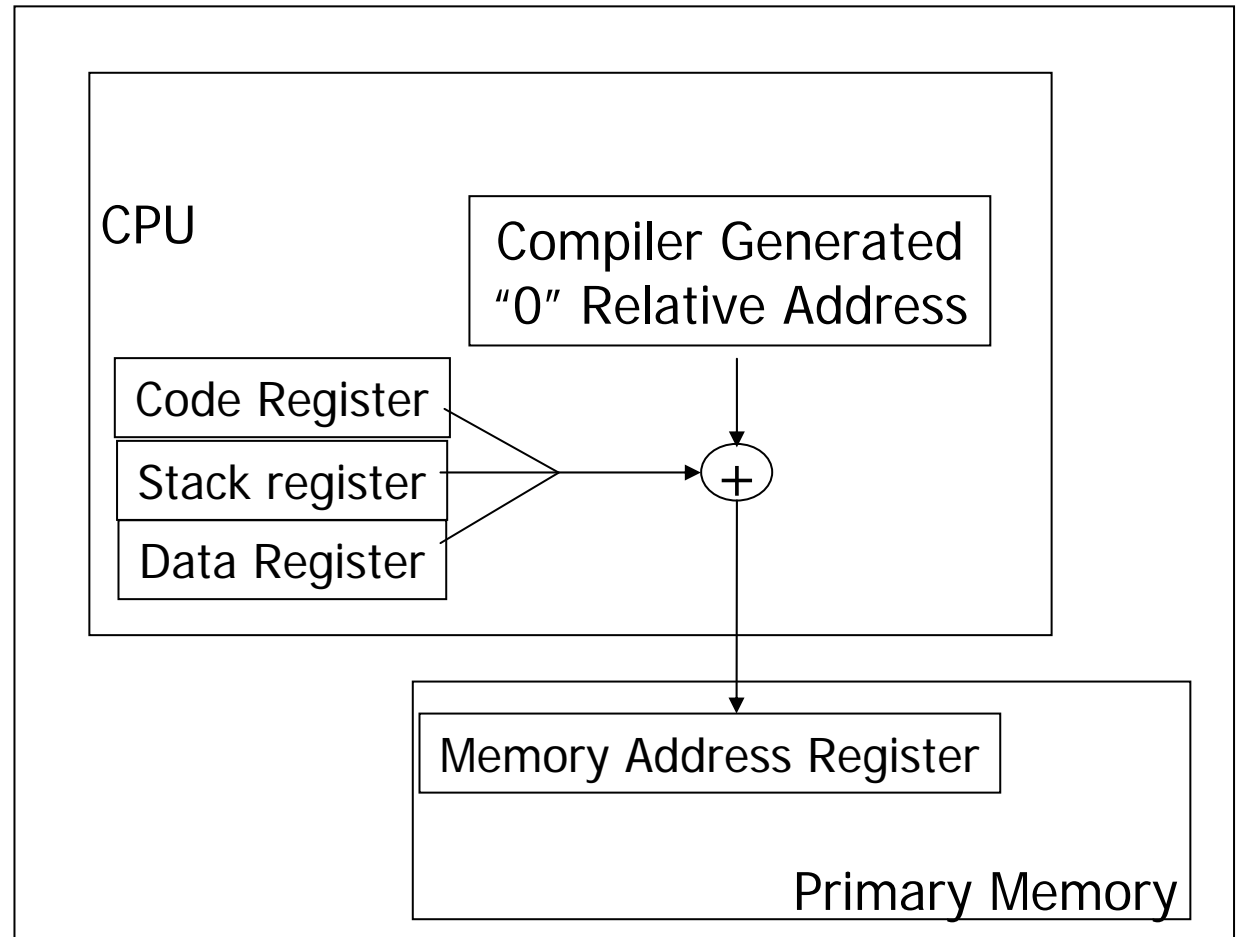 CPU
Compiler Generated
“0” Relative Address
Code Register
Stack register
Data Register
+
Memory Address Register
Primary Memory